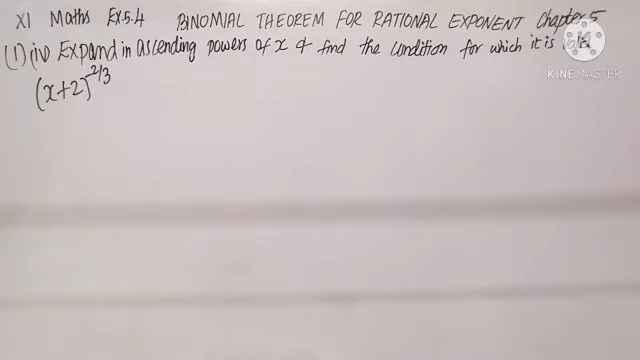 XI Maths Ex.5.4 BINOMIAL THEOREM FOR RATIONAL EXPONENT Chapter 5
(1)(iv) Expand in ascending powers of x & find the condition for which it is
(x+2)^-2/3
KINEMASTER